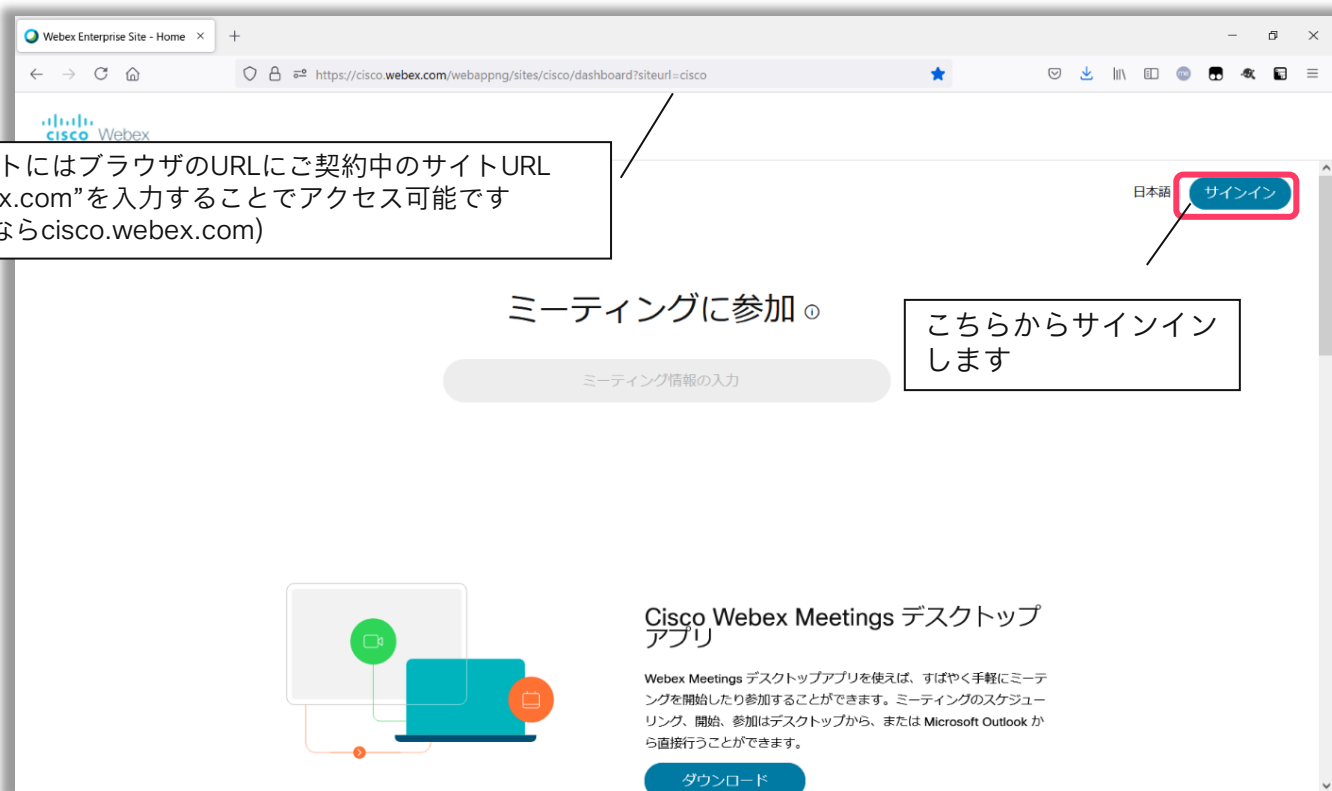 Webex Enterprise Site - Home
https://cisco.webex.com/webappng/sites/cisco/dashboard?siteurl=cisco
cisco Webex
トにはブラウザのURLにご契約中のサイトURL
x.com”を入力することでアクセス可能です
ならcisco.webex.com)
日本語
サインイン
ミーティングに参加
こちらからサインイン
します
ミーティング情報の入力
Cisco Webex Meetings デスクトップ
アプリ
Webex Meetings デスクトップアプリを使えば、すばやく手軽にミーテ
ィングを開始したり参加することができます。ミーティングのスケジュー
リング、開始、参加はデスクトップから、または Microsoft Outlook か
ら直接行うことができます。
ダウンロード